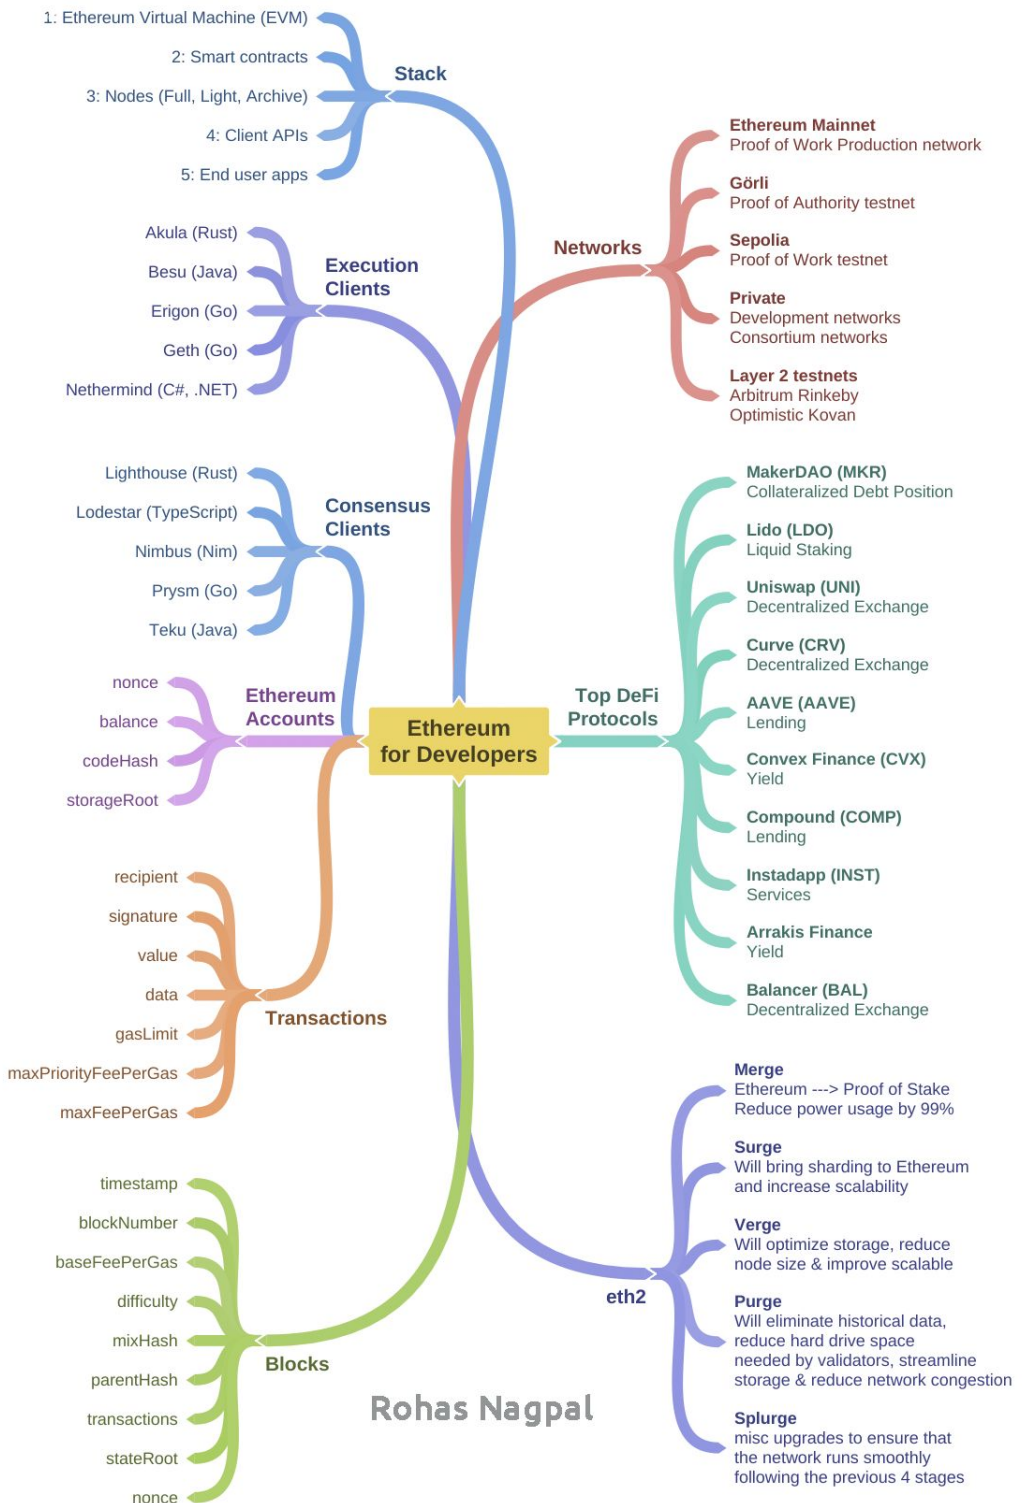 1: Ethereum Virtual Machine (EVM)
2: Smart contracts
3: Nodes (Full, Light, Archive)
4: Client APIs
5: End user apps
Stack
Akula (Rust)
Besu (Java)
Erigon (Go)
Geth (Go)
Nethermind (C#, .NET)
Execution
Clients
Lighthouse (Rust)
Lodestar (TypeScript)
Nimbus (Nim)
Prysm (Go)
Teku (Java)
Consensus
Clients
nonce
balance
codeHash
storageRoot
Ethereum
Accounts
recipient
signature
value
data
gasLimit
maxPriorityFeePerGas
maxFeePerGas
Transactions
timestamp
blockNumber
baseFeePerGas
difficulty
mixHash
parentHash
transactions
stateRoot
nonce
Blocks
Ethereum
for Developers
Networks
Ethereum Mainnet
Proof of Work Production network
Görli
Proof of Authority testnet
Sepolia
Proof of Work testnet
Private
Development networks
Consortium networks
Layer 2 testnets
Arbitrum Rinkeby
Optimistic Kovan
Top DeFi
Protocols
MakerDAO (MKR)
Collateralized Debt Position
Lido (LDO)
Liquid Staking
Uniswap (UNI)
Decentralized Exchange
Curve (CRV)
Decentralized Exchange
AAVE (AAVE)
Lending
Convex Finance (CVX)
Yield
Compound (COMP)
Lending
Instadapp (INST)
Services
Arrakis Finance
Yield
Balancer (BAL)
Decentralized Exchange
eth2
Merge
Ethereum ---> Proof of Stake
Reduce power usage by 99%
Surge
Will bring sharding to Ethereum
and increase scalability
Verge
Will optimize storage, reduce
node size & improve scalable
Purge
Will eliminate historical data,
reduce hard drive space
needed by validators, streamline
storage & reduce network congestion
Splurge
misc upgrades to ensure that
the network runs smoothly
following the previous 4 stages
Rohas Nagpal